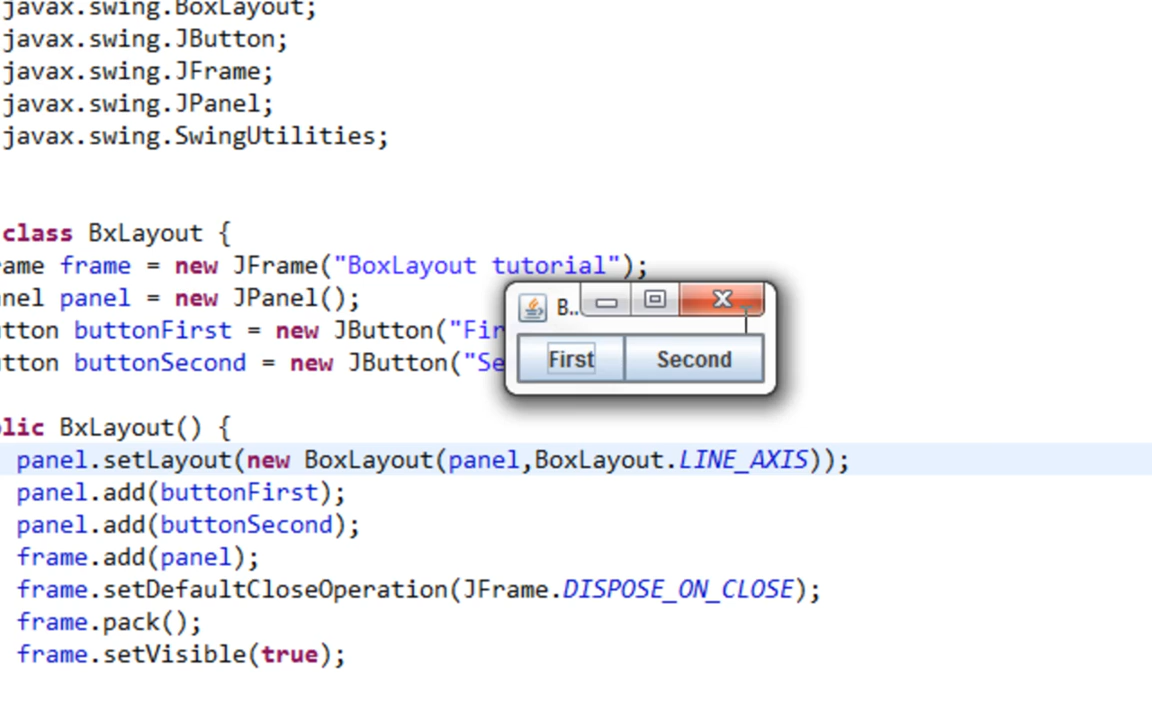 javax.swing.BoxLayout;
javax.swing.JButton;
javax.swing.JFrame;
javax.swing.JPanel;
javax.swing.SwingUtilities;
class BxLayout {
ame frame = new JFrame("BoxLayout tutorial");
nel panel = new JPanel();
tton buttonFirst = new JButton("Fir
tton buttonSecond = new JButton("Se
B..
First Second
lic BxLayout() {
panel.setLayout(new BoxLayout(panel,BoxLayout.LINE_AXIS));
panel.add(buttonFirst);
panel.add(buttonSecond);
frame.add(panel);
frame.setDefaultCloseOperation(JFrame.DISPOSE_ON_CLOSE);
frame.pack();
frame.setVisible(true);